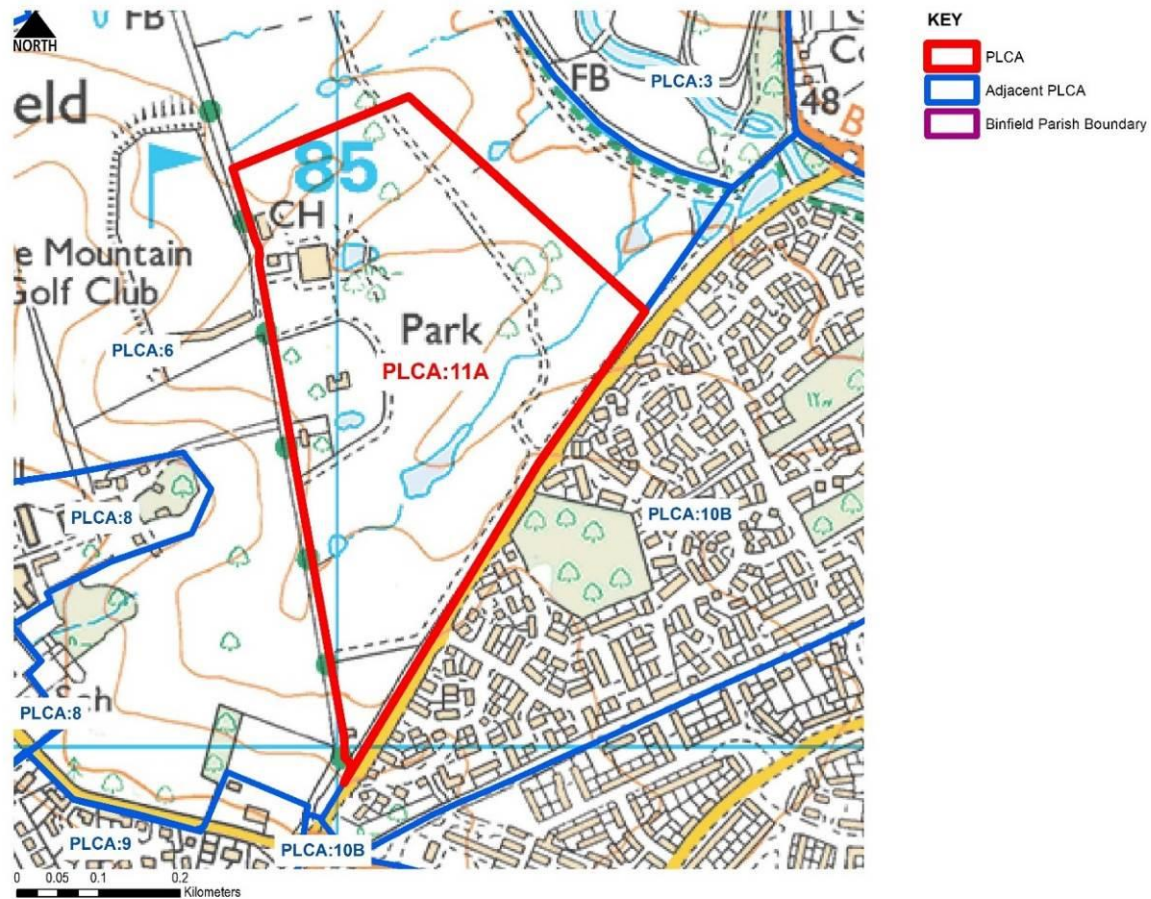 NORTH
FB
eld
85
CH
e Mountain
Golf Club
PLCA:6
Park
PLCA:11A
FB
PLCA:3
48
PLCA:8
PLCA:10B
PLCA:8
Sch
PLCA:9
PLCA:10B
0 0.05 0.1 0.2
Kilometers
KEY
PLCA
Adjacent PLCA
Binfield Parish Boundary